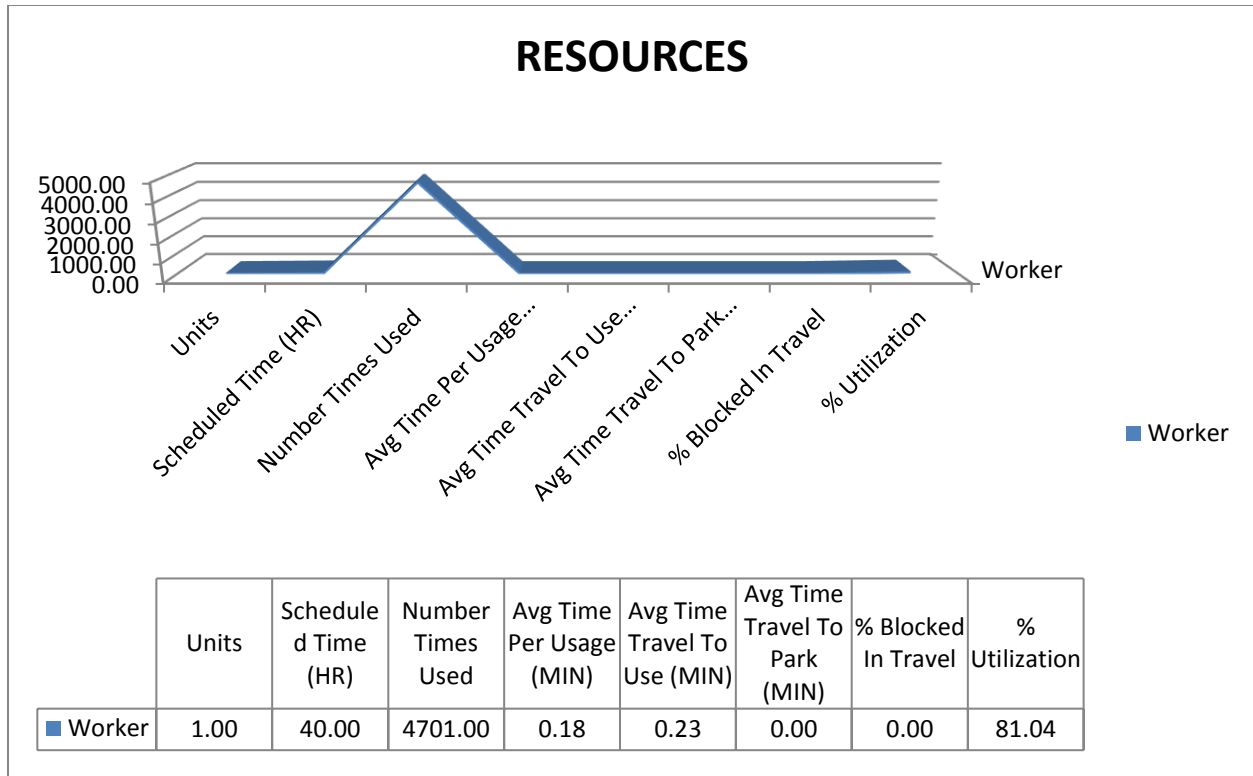 RESOURCES
5000.00
4000.00
3000.00
2000.00
1000.00
0.00
Worker
Units
Scheduled Time (HR)
Number Times Used
Avg Time Per Usage...
Avg Time Travel To Use...
Avg Time Travel To Park...
% Blocked In Travel
% Utilization
Worker
Units
Schedule
d Time
(HR)
Number
Times
Used
Avg Time
Per Usage
(MIN)
Avg Time
Travel To
Use (MIN)
Avg Time
Travel To
Park
(MIN)
% Blocked
In Travel
%
Utilization
Worker 1.00 40.00 4701.00 0.18 0.23 0.00 0.00 81.04